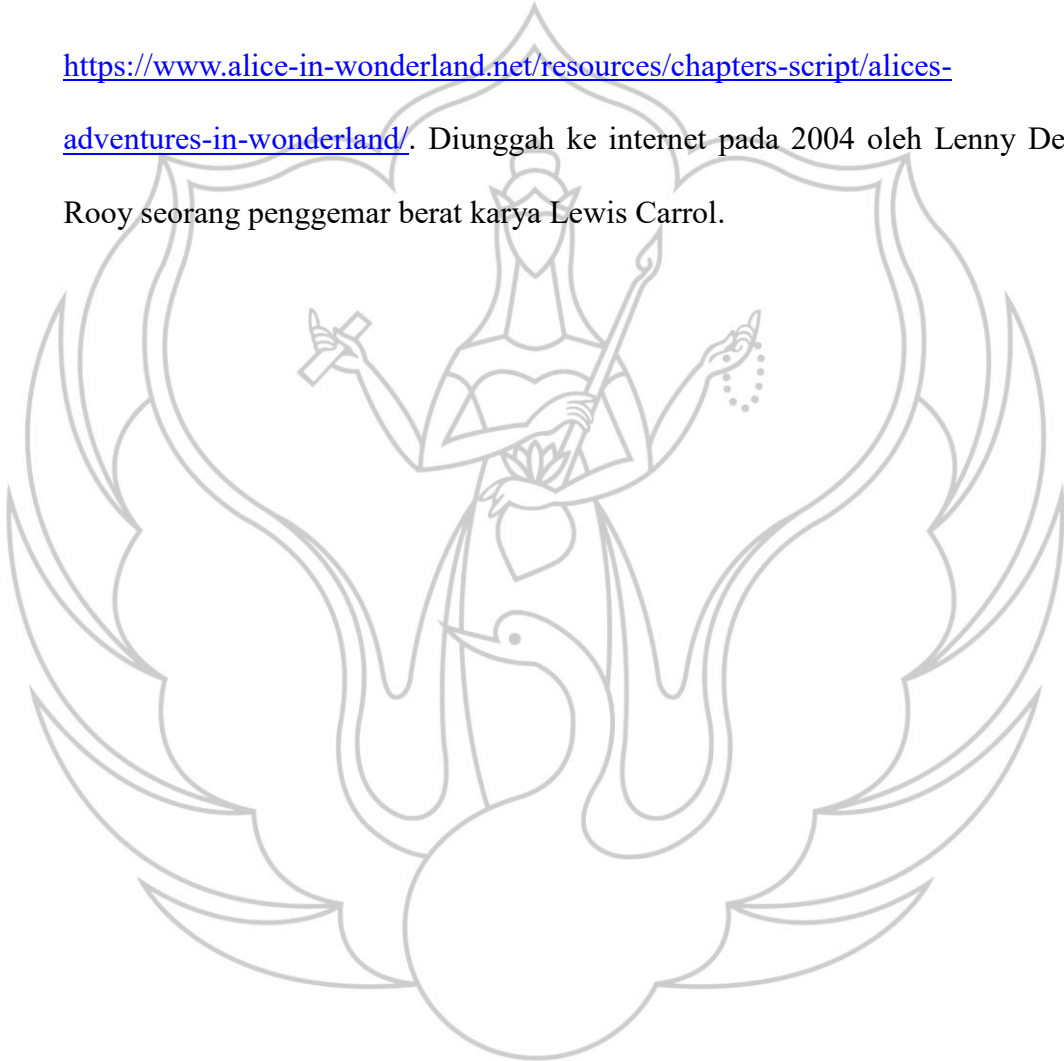 https://www.alice-in-wonderland.net/resources/chapters-script/alices-
adventures-in-wonderland/. Diunggah ke internet pada 2004 oleh Lenny De
Rooy seorang penggemar berat karya Lewis Carrol.